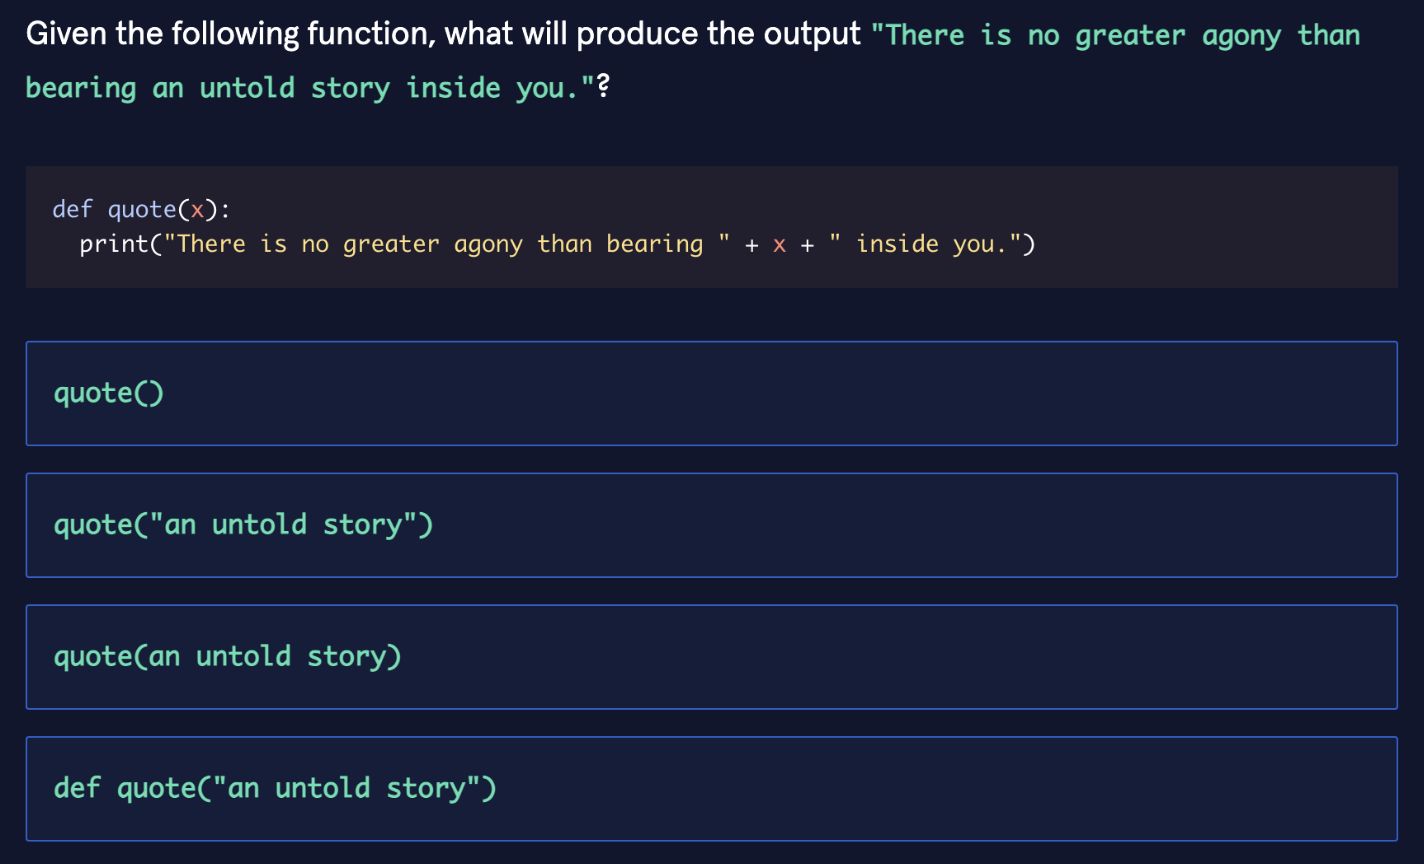 Given the following function, what will produce the output "There is no greater agony than
bearing an untold story inside you."?
def quote(x):
  print("There is no greater agony than bearing " + x + " inside you.")
quote()
quote("an untold story")
quote(an untold story)
def quote("an untold story")